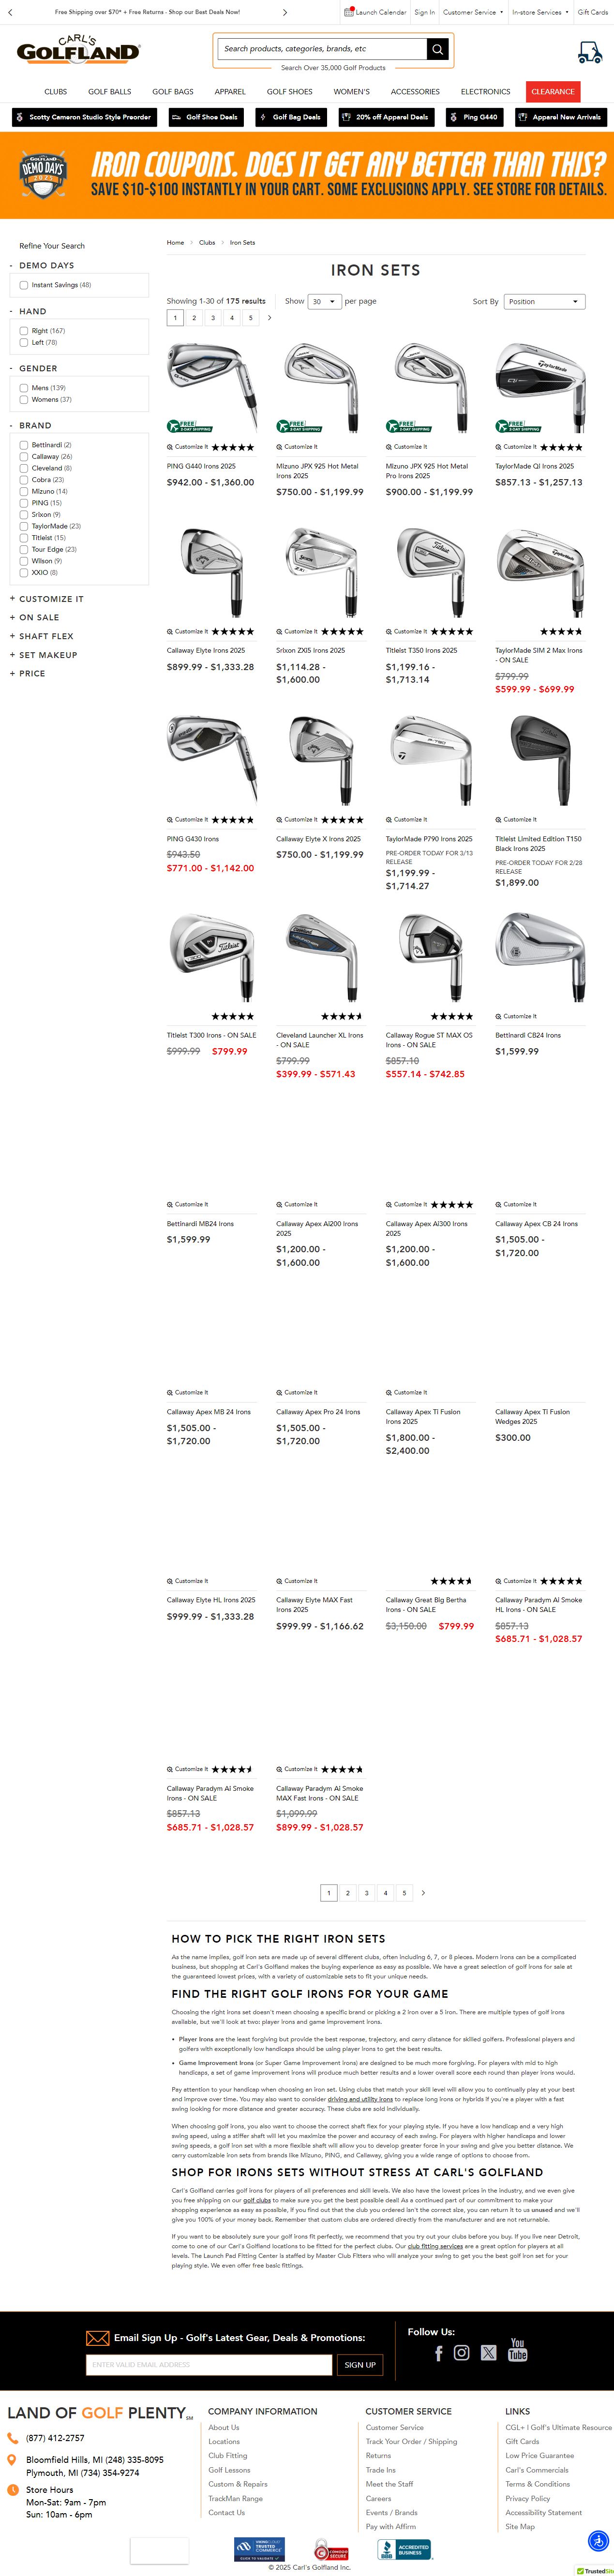 Free Shipping over $70* + Free Returns - Shop our Best Deals Now!
Launch Calendar
Sign In
Customer Service
In-store Services
Gift Cards
CARL'S
GOLFLAND
Search products, categories, brands, etc
Search Over 35,000 Golf Products
CLUBS
GOLF BALLS
GOLF BAGS
APPAREL
GOLF SHOES
WOMEN'S
ACCESSORIES
ELECTRONICS
CLEARANCE
Scotty Cameron Studio Style Preorder
Golf Shoe Deals
Golf Bag Deals
20% off Apparel Deals
Ping G440
Apparel New Arrivals
GOLFLAND
DEMO DAYS
2025
IRON COUPONS. DOES IT GET ANY BETTER THAN THIS?
SAVE $10-$100 INSTANTLY IN YOUR CART. SOME EXCLUSIONS APPLY. SEE STORE FOR DETAILS.
Refine Your Search
- DEMO DAYS
Instant Savings (48)
- HAND
Right (167)
Left (78)
- GENDER
Mens (139)
Womens (37)
- BRAND
Bettinardi (2)
Callaway (26)
Cleveland (8)
Cobra (23)
Mizuno (14)
PING (15)
Srixon (9)
TaylorMade (23)
Titleist (15)
Tour Edge (23)
Wilson (9)
XXIO (8)
+ CUSTOMIZE IT
+ ON SALE
+ SHAFT FLEX
+ SET MAKEUP
+ PRICE
Home > Clubs > Iron Sets
IRON SETS
Showing 1-30 of 175 results
Show 30 per page
Sort By Position
1 2 3 4 5 >
FREE 2-DAY SHIPPING
FREE 2-DAY SHIPPING
FREE 2-DAY SHIPPING
FREE 2-DAY SHIPPING
Customize It
PING G440 Irons 2025
$942.00 - $1,360.00
Customize It
Mizuno JPX 925 Hot Metal
Irons 2025
$750.00 - $1,199.99
Customize It
Mizuno JPX 925 Hot Metal
Pro Irons 2025
$900.00 - $1,199.99
Customize It
TaylorMade Qi Irons 2025
$857.13 - $1,257.13
Customize It
Callaway Elyte Irons 2025
$899.99 - $1,333.28
Customize It
Srixon ZXi5 Irons 2025
$1,114.28 -
$1,600.00
Customize It
Titleist T350 Irons 2025
$1,199.16 -
$1,713.14
TaylorMade SIM 2 Max Irons
- ON SALE
$799.99
$599.99 - $699.99
Customize It
PING G430 Irons
$943.50
$771.00 - $1,142.00
Customize It
Callaway Elyte X Irons 2025
$750.00 - $1,199.99
Customize It
TaylorMade P790 Irons 2025
PRE-ORDER TODAY FOR 3/13
RELEASE
$1,199.99 -
$1,714.27
Customize It
Titleist Limited Edition T150
Black Irons 2025
PRE-ORDER TODAY FOR 2/28
RELEASE
$1,899.00
Titleist T300 Irons - ON SALE
$999.99 $799.99
Cleveland Launcher XL Irons
- ON SALE
$799.99
$399.99 - $571.43
Callaway Rogue ST MAX OS
Irons - ON SALE
$857.10
$557.14 - $742.85
Customize It
Bettinardi CB24 Irons
$1,599.99
Customize It
Bettinardi MB24 Irons
$1,599.99
Customize It
Callaway Apex Ai200 Irons
2025
$1,200.00 -
$1,600.00
Customize It
Callaway Apex Ai300 Irons
2025
$1,200.00 -
$1,600.00
Customize It
Callaway Apex CB 24 Irons
$1,505.00 -
$1,720.00
Customize It
Callaway Apex MB 24 Irons
$1,505.00 -
$1,720.00
Customize It
Callaway Apex Pro 24 Irons
$1,505.00 -
$1,720.00
Customize It
Callaway Apex Ti Fusion
Irons 2025
$1,800.00 -
$2,400.00
Callaway Apex Ti Fusion
Wedges 2025
$300.00
Customize It
Callaway Elyte HL Irons 2025
$999.99 - $1,333.28
Customize It
Callaway Elyte MAX Fast
Irons 2025
$999.99 - $1,166.62
Callaway Great Big Bertha
Irons - ON SALE
$3,150.00 $799.99
Customize It
Callaway Paradym Ai Smoke
HL Irons - ON SALE
$857.13
$685.71 - $1,028.57
Customize It
Callaway Paradym Ai Smoke
Irons - ON SALE
$857.13
$685.71 - $1,028.57
Customize It
Callaway Paradym Ai Smoke
MAX Fast Irons - ON SALE
$1,099.99
$899.99 - $1,028.57
1 2 3 4 5 >
HOW TO PICK THE RIGHT IRON SETS
As the name implies, golf iron sets are made up of several different clubs, often including 6, 7, or 8 pieces. Modern irons can be a complicated
business, but shopping at Carl's Golfland makes the buying experience as easy as possible. We have a great selection of golf irons for sale at
the guaranteed lowest prices, with a variety of customizable sets to fit your unique needs.
FIND THE RIGHT GOLF IRONS FOR YOUR GAME
Choosing the right irons set doesn't mean choosing a specific brand or picking a 2 iron over a 5 iron. There are multiple types of golf irons
available, but we'll look at two: player irons and game improvement irons.
• Player Irons are the least forgiving but provide the best response, trajectory, and carry distance for skilled golfers. Professional players and
golfers with exceptionally low handicaps should be using player irons to get the best results.
• Game Improvement Irons (or Super Game Improvement Irons) are designed to be much more forgiving. For players with mid to high
handicaps, a set of game improvement irons will produce much better results and a lower overall score each round than player irons would.
Pay attention to your handicap when choosing an iron set. Using clubs that match your skill level will allow you to continually play at your best
and improve over time. You may also want to consider driving and utility irons to replace long irons or hybrids if you're a player with a fast
swing looking for more distance and greater accuracy. These clubs are sold individually.
When choosing golf irons, you also want to choose the correct shaft flex for your playing style. If you have a low handicap and a very high
swing speed, using a stiffer shaft will let you maximize the power and accuracy of each swing. For players with higher handicaps and lower
swing speeds, a golf iron set with a more flexible shaft will allow you to develop greater force in your swing and give you better distance. We
carry customizable iron sets from brands like Mizuno, PING, and Callaway, giving you a wide range of options to choose from.
SHOP FOR IRONS SETS WITHOUT STRESS AT CARL'S GOLFLAND
Carl's Golfland carries golf irons for players of all preferences and skill levels. We also have the lowest prices in the industry, and we even give
you free shipping on our golf clubs to make sure you get the best possible deal! As a continued part of our commitment to make your
shopping experience as easy as possible, if you find out that the club you ordered isn't the correct size, you can return it to us unused and we'll
give you 100% of your money back. Remember that custom clubs are ordered directly from the manufacturer and are not returnable.
If you want to be absolutely sure your golf irons fit perfectly, we recommend that you try out your clubs before you buy. If you live near Detroit,
come to one of our Carl's Golfland locations to be fitted for the perfect clubs. Our club fitting services are a great option for players at all
levels. The Launch Pad Fitting Center is staffed by Master Club Fitters who will analyze your swing to get you the best golf iron set for your
playing style. We even offer free basic fittings.
Email Sign Up - Golf's Latest Gear, Deals & Promotions:
ENTER VALID EMAIL ADDRESS
SIGN UP
Follow Us:
You
Tube
LAND OF GOLF PLENTY SM
(877) 412-2757
Bloomfield Hills, MI (248) 335-8095
Plymouth, MI (734) 354-9274
Store Hours
Mon-Sat: 9am - 7pm
Sun: 10am - 6pm
COMPANY INFORMATION
About Us
Locations
Club Fitting
Golf Lessons
Custom & Repairs
TrackMan Range
Contact Us
CUSTOMER SERVICE
Customer Service
Track Your Order / Shipping
Returns
Trade Ins
Meet the Staff
Careers
Events / Brands
Pay with Affirm
LINKS
CGL+ | Golf's Ultimate Resource
Gift Cards
Low Price Guarantee
Carl's Commercials
Terms & Conditions
Privacy Policy
Accessibility Statement
Site Map
TRUSTED
COMMERCE
SECURE
ACCREDITED
BUSINESS
© 2025 Carl's Golfland Inc.